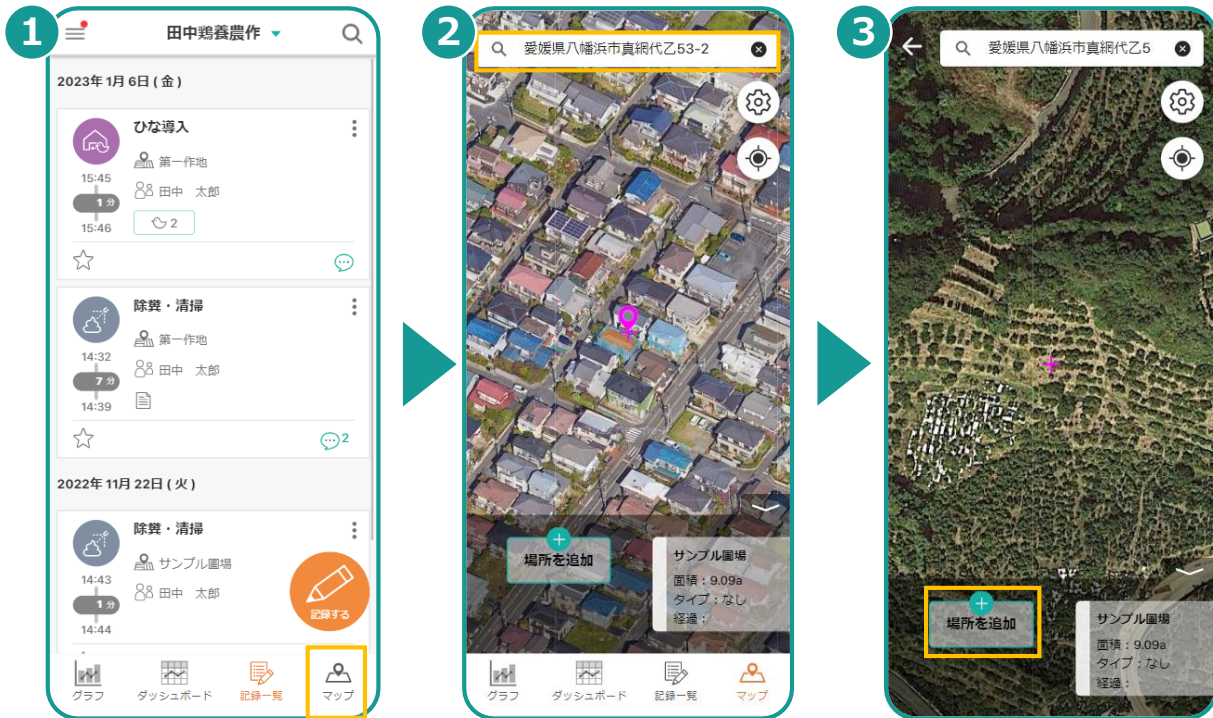 1
田中鶏養農作
2023年1月6日(金)
ひな導入
第一作地
15:45
田中 太郎
1分
15:46
2
除糞・清掃
第一作地
14:32
田中 太郎
7分
14:39
2
2022年11月22日(火)
除糞・清掃
サンプル圃場
14:43
田中 太郎
1分
14:44
記録する
グラフ
ダッシュボード
記録一覧
マップ
2
愛媛県八幡浜市真網代乙53-2
場所を追加
サンプル圃場
面積:9.09a
タイプ:なし
経過:
グラフ
ダッシュボード
記録一覧
マップ
3
愛媛県八幡浜市真網代乙5
場所を追加
サンプル圃場
面積:9.09a
タイプ:なし
経過: